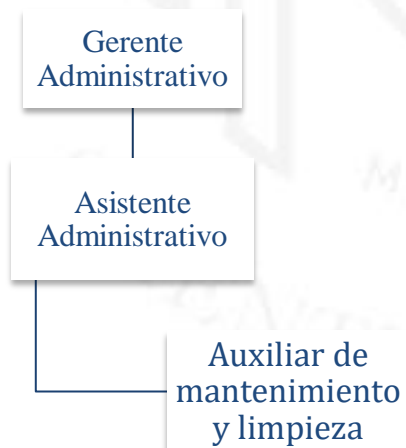 Gerente
Administrativo
Asistente
Administrativo
Auxiliar de
mantenimiento
y limpieza